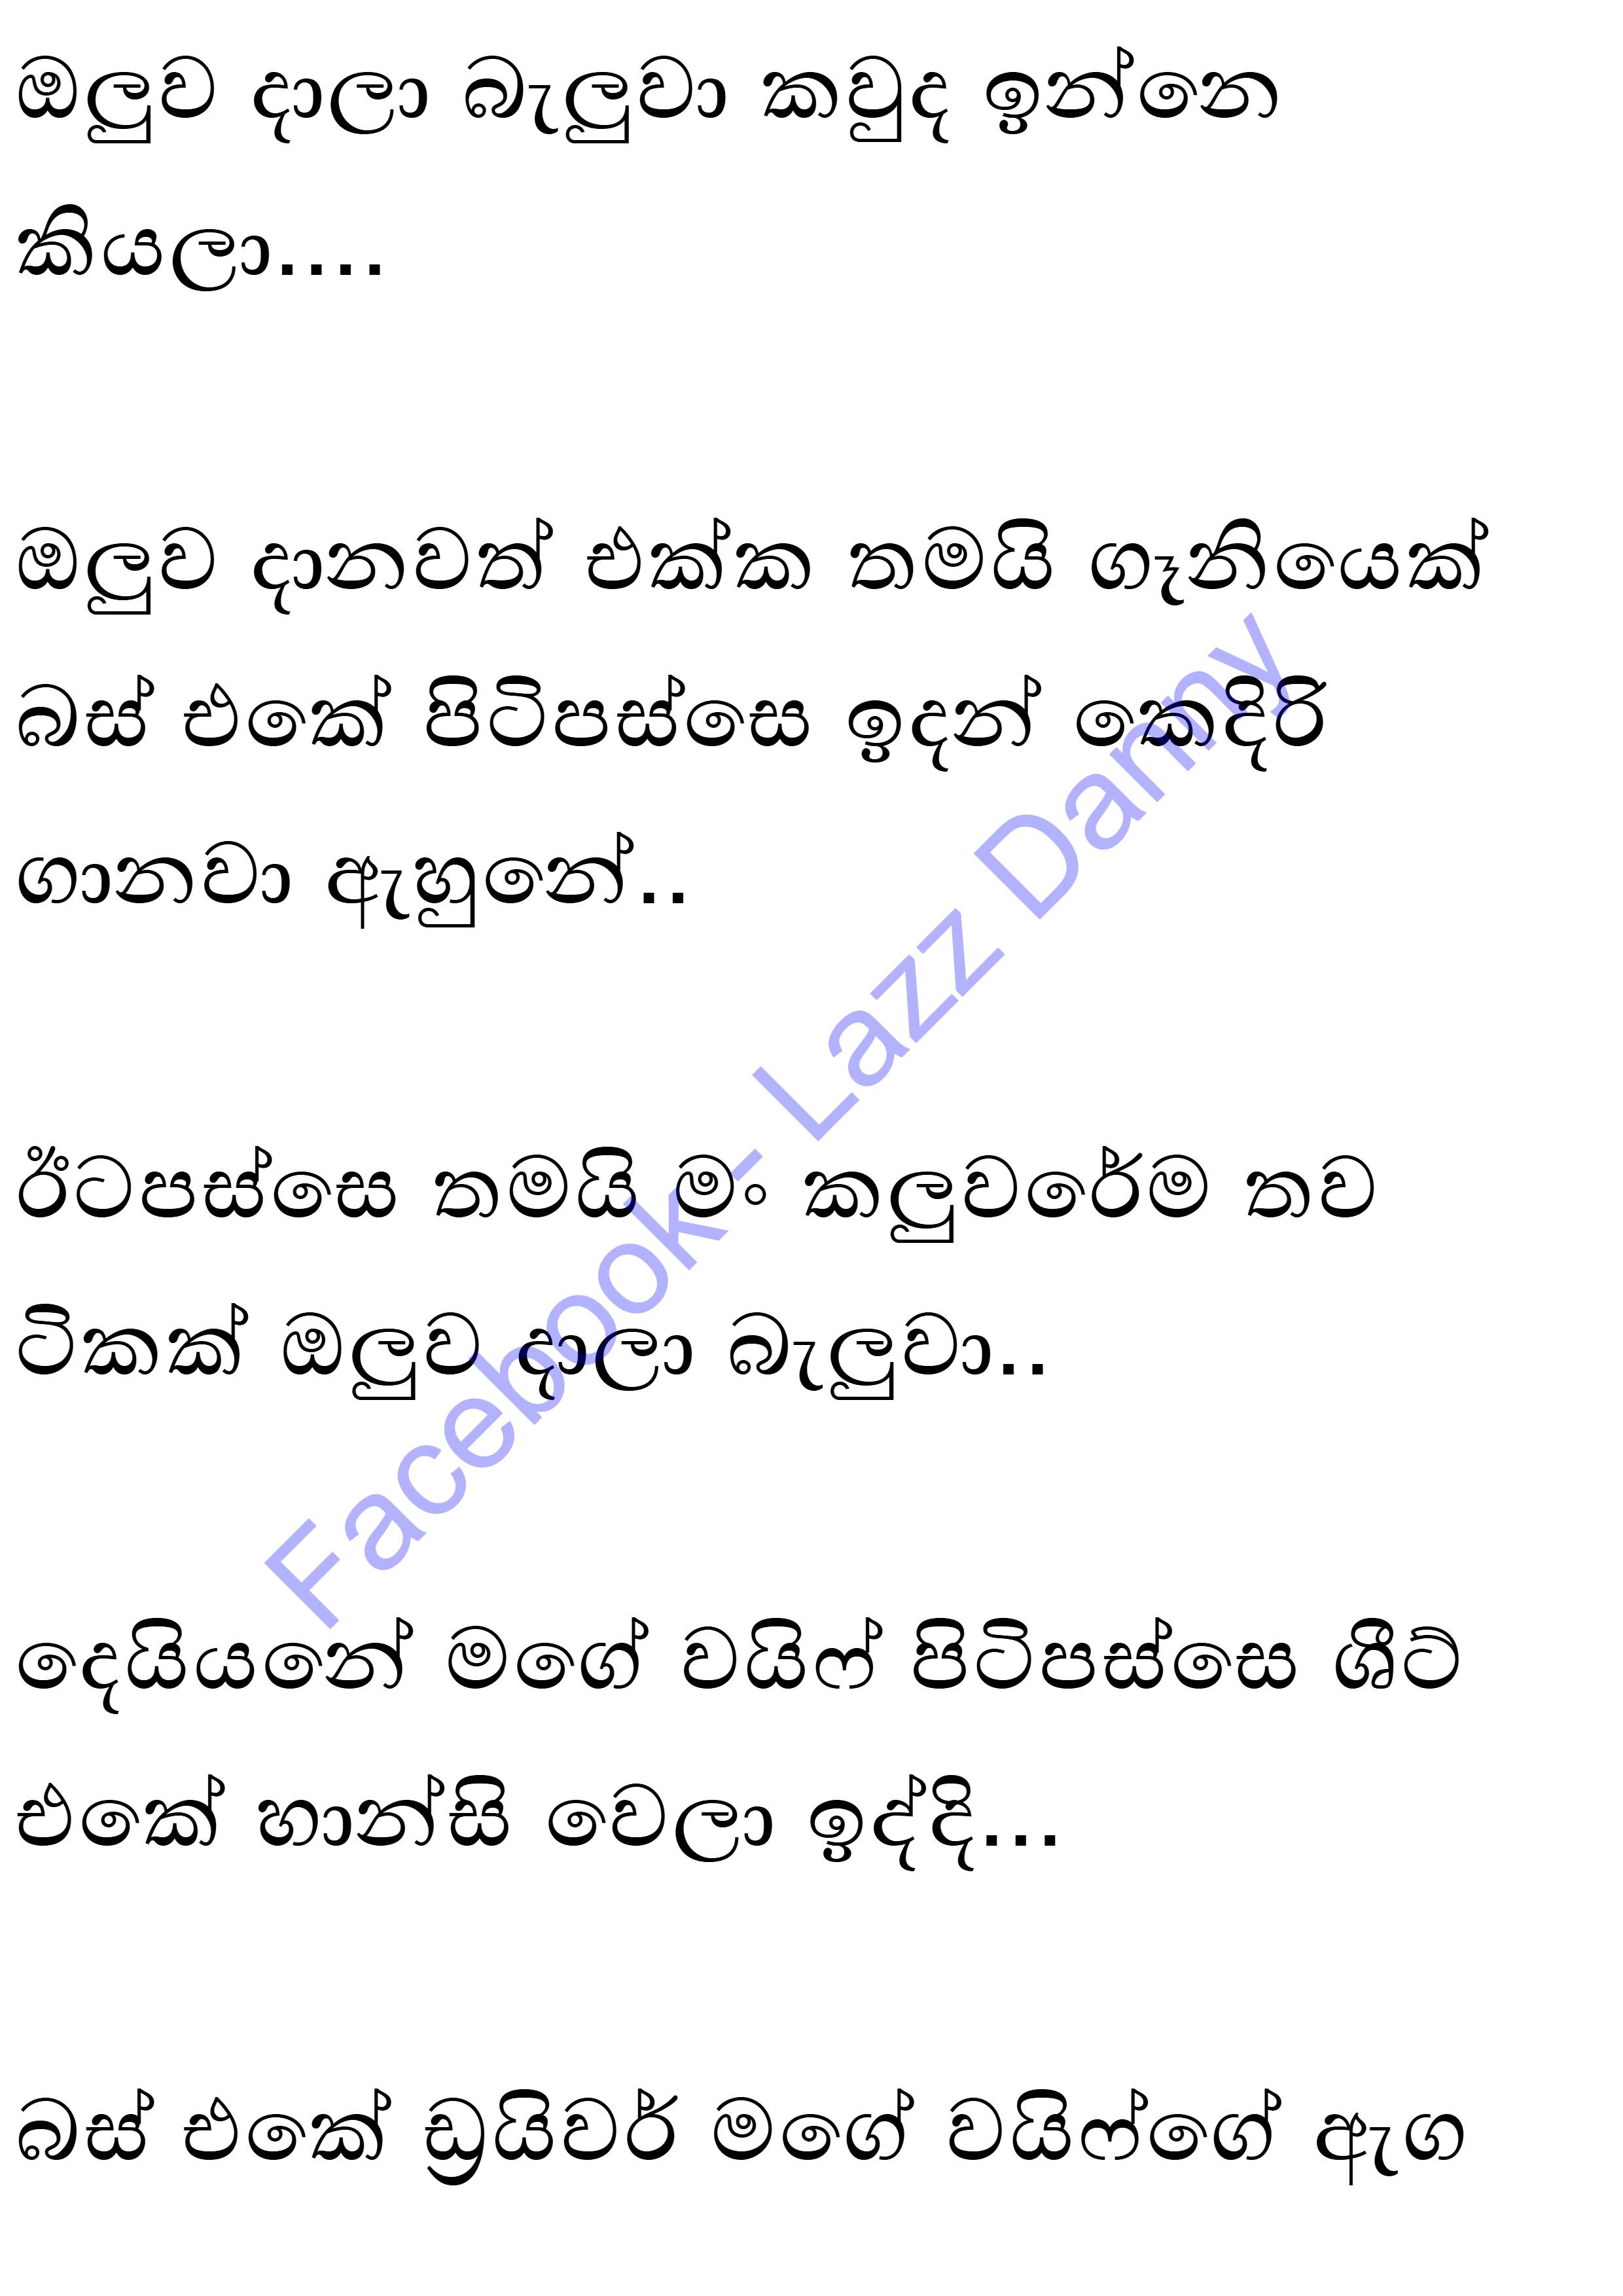 ඔලුව දාලා බැලුවා කවුද ඉන්නෙ
කියලා....
ඔලුව දානවත් එක්ක තමයි ගෑනියෙක්
බස් එකේ පිටිපස්සෙ ඉදන් කෙදිරි
ගානවා ඇහුනේ..
ඊටපස්සෙ තමයි මං කලුවරේම තව
ටිකක් ඔලුව දාලා බැලුවා..
දෙයියනේ මගේ වයිෆ් පිටිපස්සෙ ශීට්
එකේ හාන්සි වෙලා ඉද්දි...
බස් එකේ ඩ්‍රයිවර් මගේ වයිෆ්ගේ ඇග
Facebook- Lazz Danny